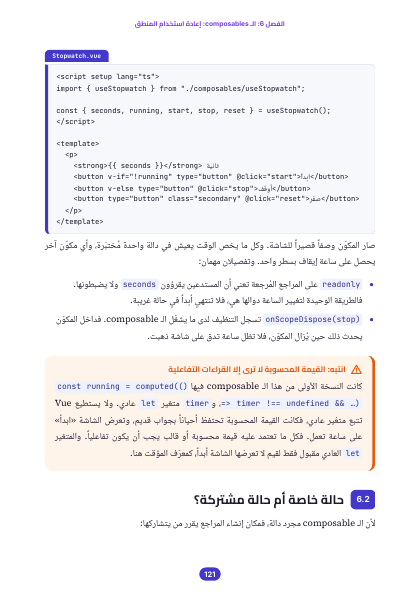 الفصل 6: الـ composables: إعادة استخدام المنطق
Stopwatch.vue
<script setup lang="ts">
import { useStopwatch } from "./composables/useStopwatch";
const { seconds, running, start, stop, reset } = useStopwatch();
</script>
<template>
<p>
<strong>{{ seconds }}</strong> ثانية
<button v-if="!running" type="button" @click="start">ابدأ</button>
<button v-else type="button" @click="stop">أوقف</button>
<button type="button" class="secondary" @click="reset">صفر</button>
</p>
</template>
صار المكوّن وصفاً قصيراً للشاشة. وكل ما يخص الوقت يعيش في دالة واحدة مُختبَرة، وأي مكوّن آخر
يحصل على ساعة إيقاف بسطر واحد. وتفصيلان مهمان:
• readonly على المراجع المُرجعة تعني أن المستدعين يقرؤون seconds ولا يضبطونها.
فالطريقة الوحيدة لتغيير الساعة دوالها هي، فلا تنتهي أبداً في حالة غريبة.
• onScopeDispose(stop) تسجل التنظيف لدى ما يشغّل الـ composable. فداخل المكوّن
يحدث ذلك حين يُزال المكوّن، فلا تظل ساعة تدق على شاشة ذهبت.
انتبه: القيمة المحسوبة لا ترى إلا القراءات التفاعلية
كانت النسخة الأولى من هذا الـ composable فيها const running = computed(()
=> timer !== undefined && …)، و timer متغير let عادي. ولا يستطيع Vue
تتبع متغير عادي، فكانت القيمة المحسوبة تحتفظ أحياناً بجواب قديم، وتعرض الشاشة «ابدأ»
على ساعة تعمل. فكل ما تعتمد عليه قيمة محسوبة أو قالب يجب أن يكون تفاعلياً. والمتغير
let العادي مقبول فقط لقيم لا تعرضها الشاشة أبداً، كمعرّف المؤقت هنا.
6.2 حالة خاصة أم حالة مشتركة؟
لأن الـ composable مجرد دالة، فمكان إنشاء المراجع يقرر من يتشاركها:
121